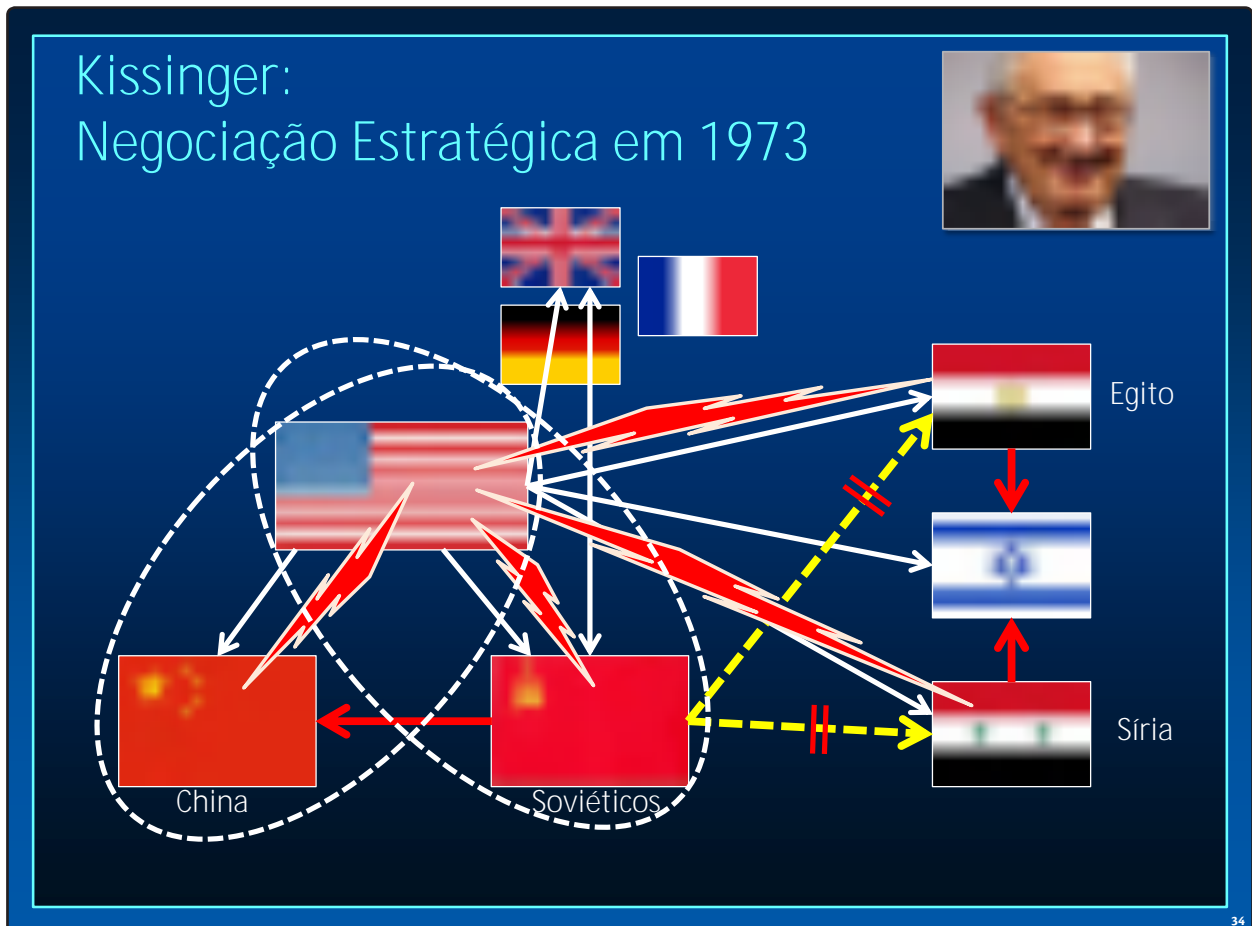 Kissinger:
Negociação Estratégica em 1973
Egito
Síria
China
Soviéticos
34